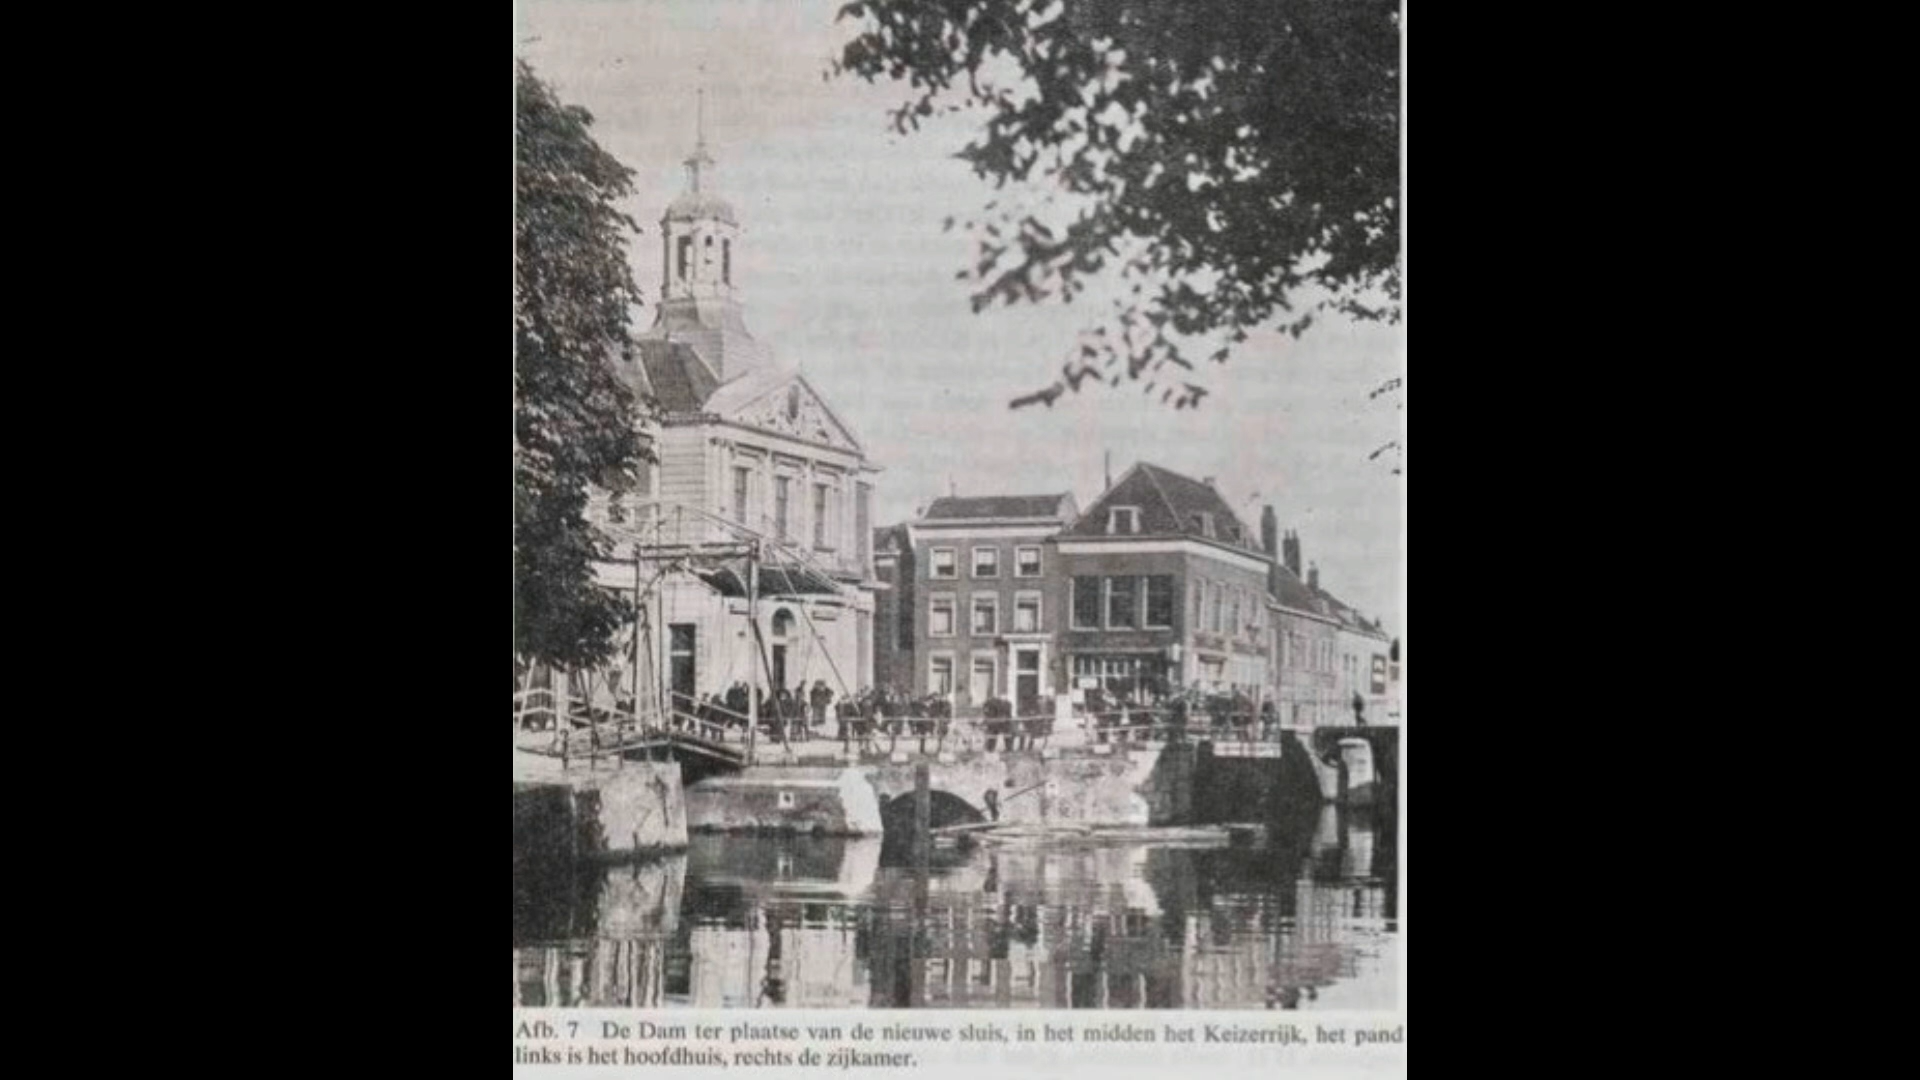 Afb. 7 De Dam ter plaatse van de nieuwe sluis, in het midden het Keizerrijk, het pand
links is het hoofdhuis, rechts de zijkamer.